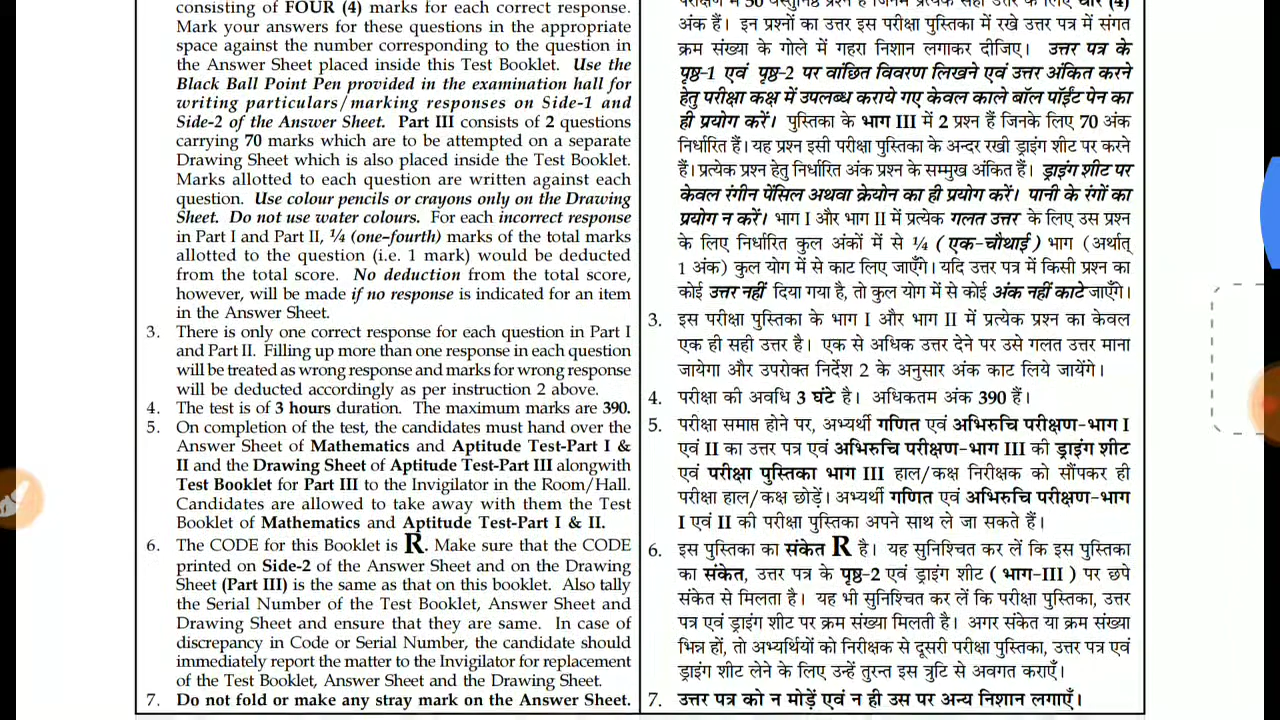 consisting of FOUR (4) marks for each correct response.
Mark your answers for these questions in the appropriate
space against the number corresponding to the question in
the Answer Sheet placed inside this Test Booklet. Use the
Black Ball Point Pen provided in the examination hall for
writing particulars/marking responses on Side-1 and
Side-2 of the Answer Sheet. Part III consists of 2 questions
carrying 70 marks which are to be attempted on a separate
Drawing Sheet which is also placed inside the Test Booklet.
Marks allotted to each question are written against each
question. Use colour pencils or crayons only on the Drawing
Sheet. Do not use water colours. For each incorrect response
in Part I and Part II, ¼ (one-fourth) marks of the total marks
allotted to the question (i.e. 1 mark) would be deducted
from the total score. No deduction from the total score,
however, will be made if no response is indicated for an item
in the Answer Sheet.
3. There is only one correct response for each question in Part I
and Part II. Filling up more than one response in each question
will be treated as wrong response and marks for wrong response
will be deducted accordingly as per instruction 2 above.
4. The test is of 3 hours duration. The maximum marks are 390.
5. On completion of the test, the candidates must hand over the
Answer Sheet of Mathematics and Aptitude Test-Part I &
II and the Drawing Sheet of Aptitude Test-Part III alongwith
Test Booklet for Part III to the Invigilator in the Room/Hall.
Candidates are allowed to take away with them the Test
Booklet of Mathematics and Aptitude Test-Part I & II.
6. The CODE for this Booklet is R. Make sure that the CODE
printed on Side-2 of the Answer Sheet and on the Drawing
Sheet (Part III) is the same as that on this booklet. Also tally
the Serial Number of the Test Booklet, Answer Sheet and
Drawing Sheet and ensure that they are same. In case of
discrepancy in Code or Serial Number, the candidate should
immediately report the matter to the Invigilator for replacement
of the Test Booklet, Answer Sheet and the Drawing Sheet.
7. Do not fold or make any stray mark on the Answer Sheet.
परीक्षण में 50 वस्तुनिष्ठ प्रश्न हैं जिनमें प्रत्येक सही उत्तर के लिए चार (4)
अंक हैं। इन प्रश्नों का उत्तर इस परीक्षा पुस्तिका में रखे उत्तर पत्र में संगत
क्रम संख्या के गोले में गहरा निशान लगाकर दीजिए। उत्तर पत्र के
पृष्ठ-1 एवं पृष्ठ-2 पर वांछित विवरण लिखने एवं उत्तर अंकित करने
हेतु परीक्षा कक्ष में उपलब्ध कराये गए केवल काले बॉल पॉईंट पेन का
ही प्रयोग करें। पुस्तिका के भाग III में 2 प्रश्न हैं जिनके लिए 70 अंक
निर्धारित हैं। यह प्रश्न इसी परीक्षा पुस्तिका के अन्दर रखी ड्राइंग शीट पर करने
हैं। प्रत्येक प्रश्न हेतु निर्धारित अंक प्रश्न के सम्मुख अंकित हैं। ड्राइंग शीट पर
केवल रंगीन पेंसिल अथवा क्रेयोन का ही प्रयोग करें। पानी के रंगों का
प्रयोग न करें। भाग I और भाग II में प्रत्येक गलत उत्तर के लिए उस प्रश्न
के लिए निर्धारित कुल अंकों में से ¼ (एक-चौथाई) भाग (अर्थात्
1 अंक) कुल योग में से काट लिए जाएँगे। यदि उत्तर पत्र में किसी प्रश्न का
कोई उत्तर नहीं दिया गया है, तो कुल योग में से कोई अंक नहीं काटे जाएँगे।
3. इस परीक्षा पुस्तिका के भाग I और भाग II में प्रत्येक प्रश्न का केवल
एक ही सही उत्तर है। एक से अधिक उत्तर देने पर उसे गलत उत्तर माना
जायेगा और उपरोक्त निर्देश 2 के अनुसार अंक काट लिये जायेंगे।
4. परीक्षा की अवधि 3 घंटे है। अधिकतम अंक 390 हैं।
5. परीक्षा समाप्त होने पर, अभ्यर्थी गणित एवं अभिरुचि परीक्षण-भाग I
एवं II का उत्तर पत्र एवं अभिरुचि परीक्षण-भाग III की ड्राइंग शीट
एवं परीक्षा पुस्तिका भाग III हाल/कक्ष निरीक्षक को सौंपकर ही
परीक्षा हाल/कक्ष छोड़ें। अभ्यर्थी गणित एवं अभिरुचि परीक्षण-भाग
I एवं II की परीक्षा पुस्तिका अपने साथ ले जा सकते हैं।
6. इस पुस्तिका का संकेत R है। यह सुनिश्चित कर लें कि इस पुस्तिका
का संकेत, उत्तर पत्र के पृष्ठ-2 एवं ड्राइंग शीट (भाग-III) पर छपे
संकेत से मिलता है। यह भी सुनिश्चित कर लें कि परीक्षा पुस्तिका, उत्तर
पत्र एवं ड्राइंग शीट पर क्रम संख्या मिलती है। अगर संकेत या क्रम संख्या
भिन्न हों, तो अभ्यर्थियों को निरीक्षक से दूसरी परीक्षा पुस्तिका, उत्तर पत्र एवं
ड्राइंग शीट लेने के लिए उन्हें तुरन्त इस त्रुटि से अवगत कराएँ।
7. उत्तर पत्र को न मोड़ें एवं न ही उस पर अन्य निशान लगाएँ।